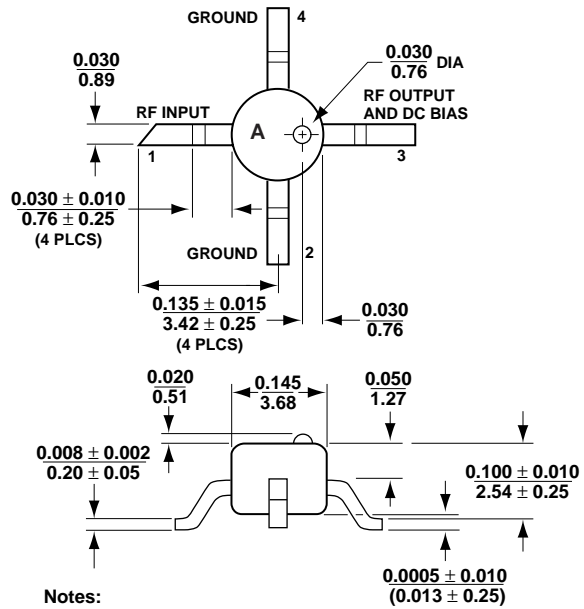 GROUND 4
0.030
0.76 DIA
0.030
0.89
RF INPUT
RF OUTPUT
AND DC BIAS
A
1
3
0.030 ± 0.010
0.76 ± 0.25
(4 PLCS)
GROUND 2
0.135 ± 0.015
3.42 ± 0.25
(4 PLCS)
0.030
0.76
0.020
0.51
0.145
3.68
0.050
1.27
0.008 ± 0.002
0.20 ± 0.05
0.100 ± 0.010
2.54 ± 0.25
0.0005 ± 0.010
(0.013 ± 0.25)
Notes: